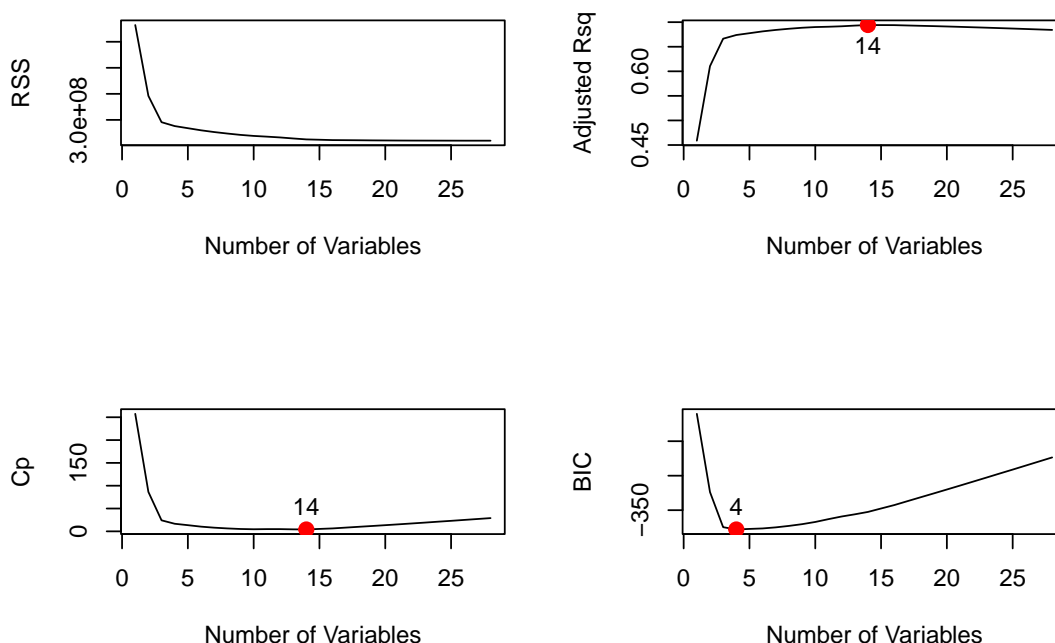 RSS
3.0e+08
0 5 10 15 20 25
Number of Variables
Adjusted Rsq
0.45 0.60
14
0 5 10 15 20 25
Number of Variables
Cp
0 150
14
0 5 10 15 20 25
Number of Variables
BIC
−350
4
0 5 10 15 20 25
Number of Variables